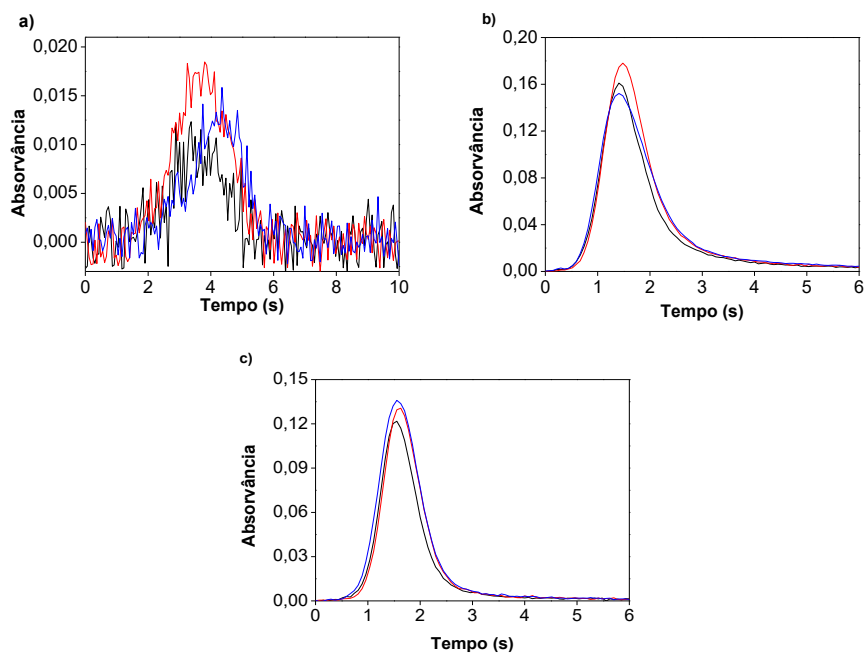 a)
0,020
0,015
0,010
0,005
0,000
Absorvância
0 2 4 6 8 10
Tempo (s)
b)
0,20
0,16
0,12
0,08
0,04
0,00
Absorvância
0 1 2 3 4 5 6
Tempo (s)
c)
0,15
0,12
0,09
0,06
0,03
0,00
Absorvância
0 1 2 3 4 5 6
Tempo (s)